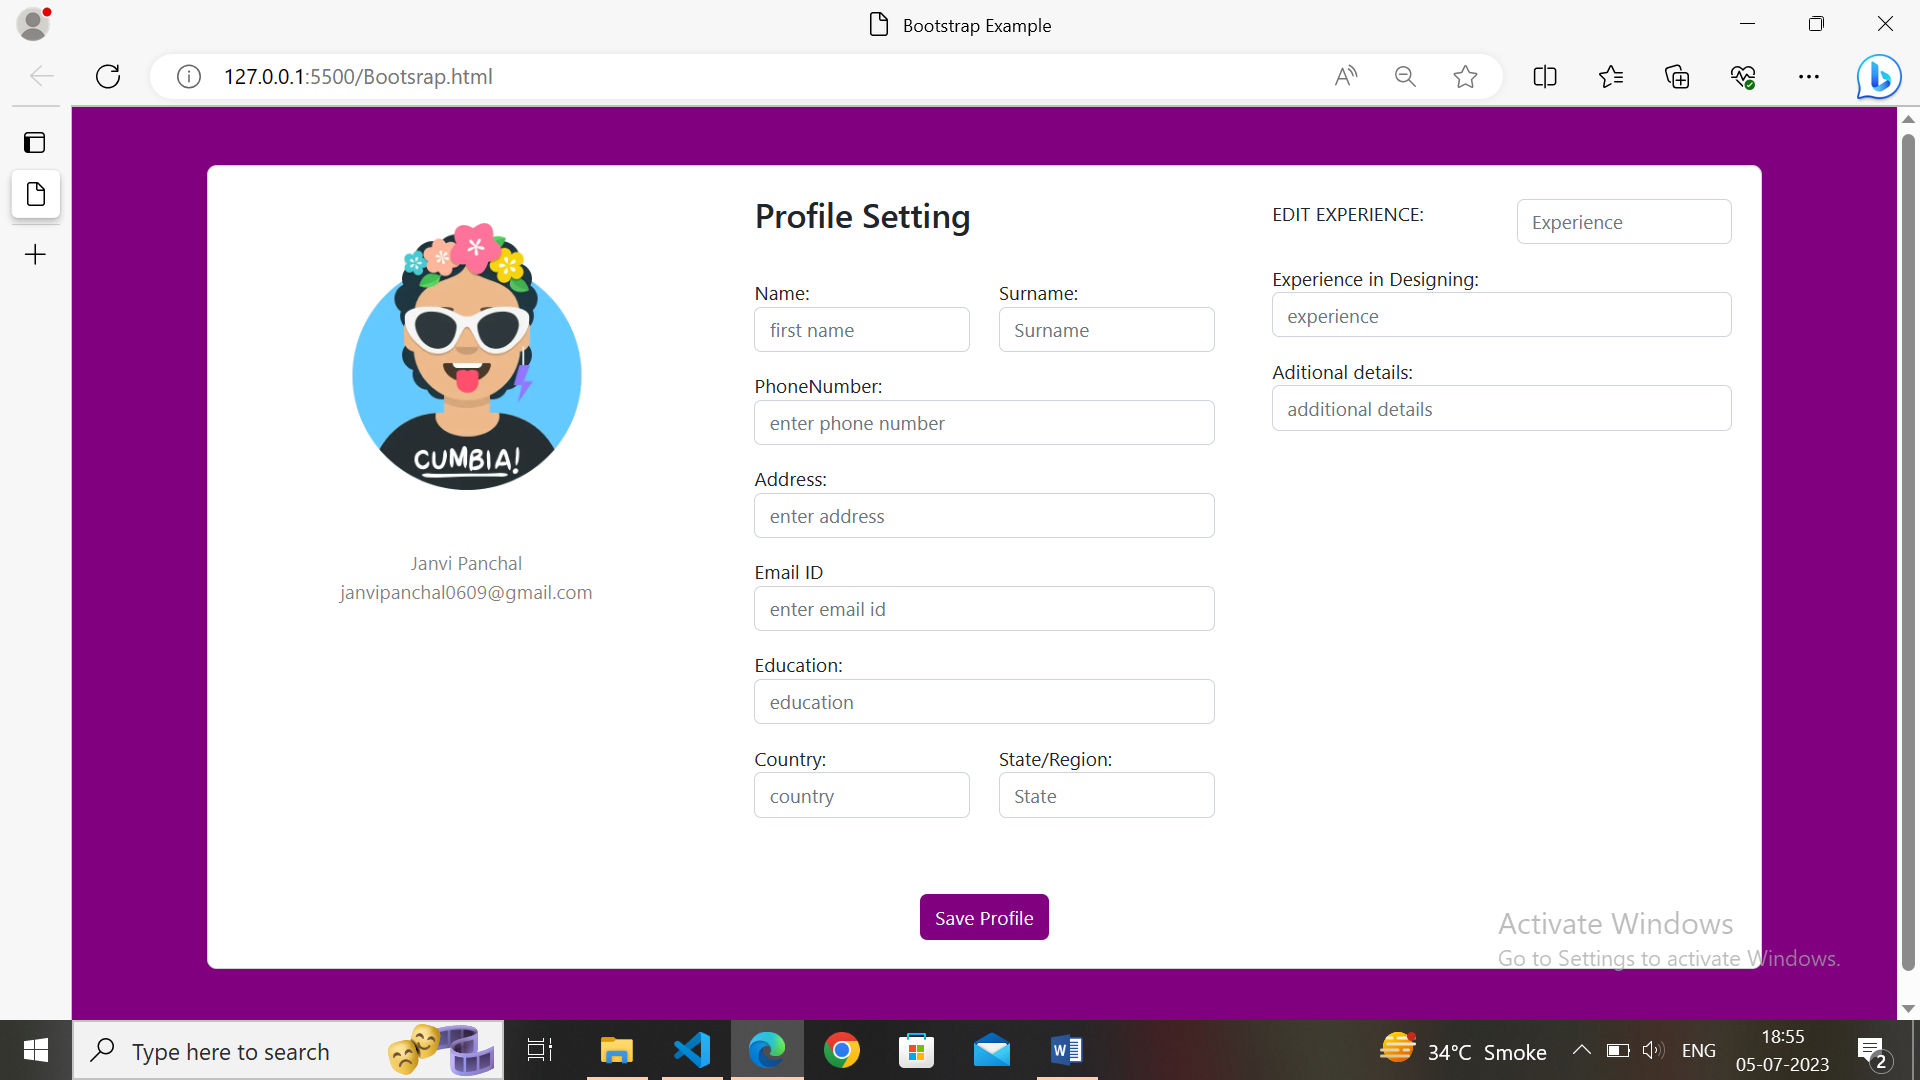 Bootstrap Example
127.0.0.1:5500/Bootsrap.html
CUMBIA!
Janvi Panchal
janvipanchal0609@gmail.com
Profile Setting
Name:
Surname:
first name
Surname
PhoneNumber:
enter phone number
Address:
enter address
Email ID
enter email id
Education:
education
Country:
State/Region:
country
State
Save Profile
EDIT EXPERIENCE:
Experience
Experience in Designing:
experience
Aditional details:
additional details
Activate Windows
Go to Settings to activate Windows.
Type here to search
34°C Smoke
ENG
18:55
05-07-2023
2